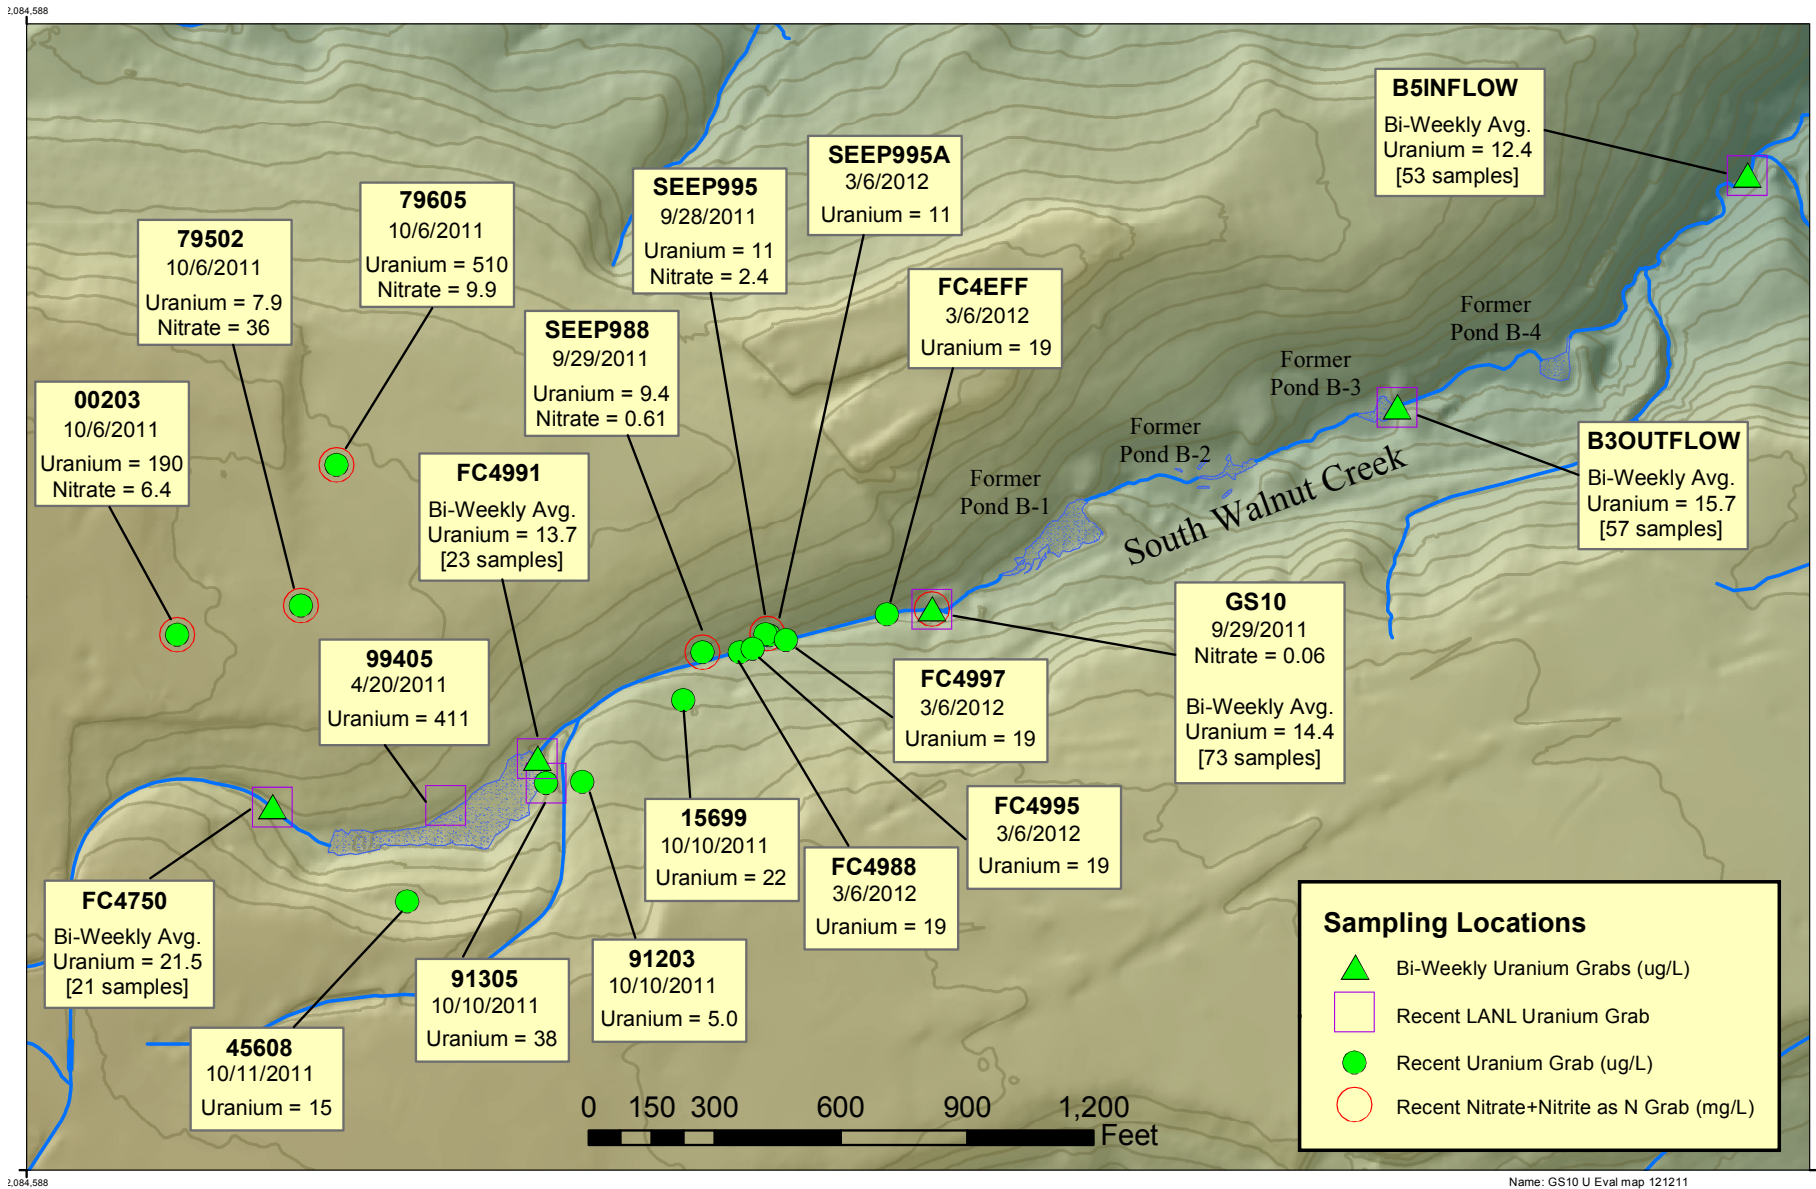 2,084,588
B5INFLOW
Bi-Weekly Avg.
Uranium = 12.4
[53 samples]
SEEP995A
3/6/2012
Uranium = 11
SEEP995
9/28/2011
Uranium = 11
Nitrate = 2.4
79605
10/6/2011
Uranium = 510
Nitrate = 9.9
79502
10/6/2011
Uranium = 7.9
Nitrate = 36
FC4EFF
3/6/2012
Uranium = 19
SEEP988
9/29/2011
Uranium = 9.4
Nitrate = 0.61
00203
10/6/2011
Uranium = 190
Nitrate = 6.4
Former
Pond B-4
Former
Pond B-3
Former
Pond B-2
Former
Pond B-1
South Walnut Creek
B3OUTFLOW
Bi-Weekly Avg.
Uranium = 15.7
[57 samples]
FC4991
Bi-Weekly Avg.
Uranium = 13.7
[23 samples]
GS10
9/29/2011
Nitrate = 0.06
Bi-Weekly Avg.
Uranium = 14.4
[73 samples]
99405
4/20/2011
Uranium = 411
FC4997
3/6/2012
Uranium = 19
FC4995
3/6/2012
Uranium = 19
15699
10/10/2011
Uranium = 22
FC4988
3/6/2012
Uranium = 19
FC4750
Bi-Weekly Avg.
Uranium = 21.5
[21 samples]
91203
10/10/2011
Uranium = 5.0
91305
10/10/2011
Uranium = 38
45608
10/11/2011
Uranium = 15
Sampling Locations
Bi-Weekly Uranium Grabs (ug/L)
Recent LANL Uranium Grab
Recent Uranium Grab (ug/L)
Recent Nitrate+Nitrite as N Grab (mg/L)
0 150 300 600 900 1,200
Feet
2,084,588
Name: GS10 U Eval map 121211